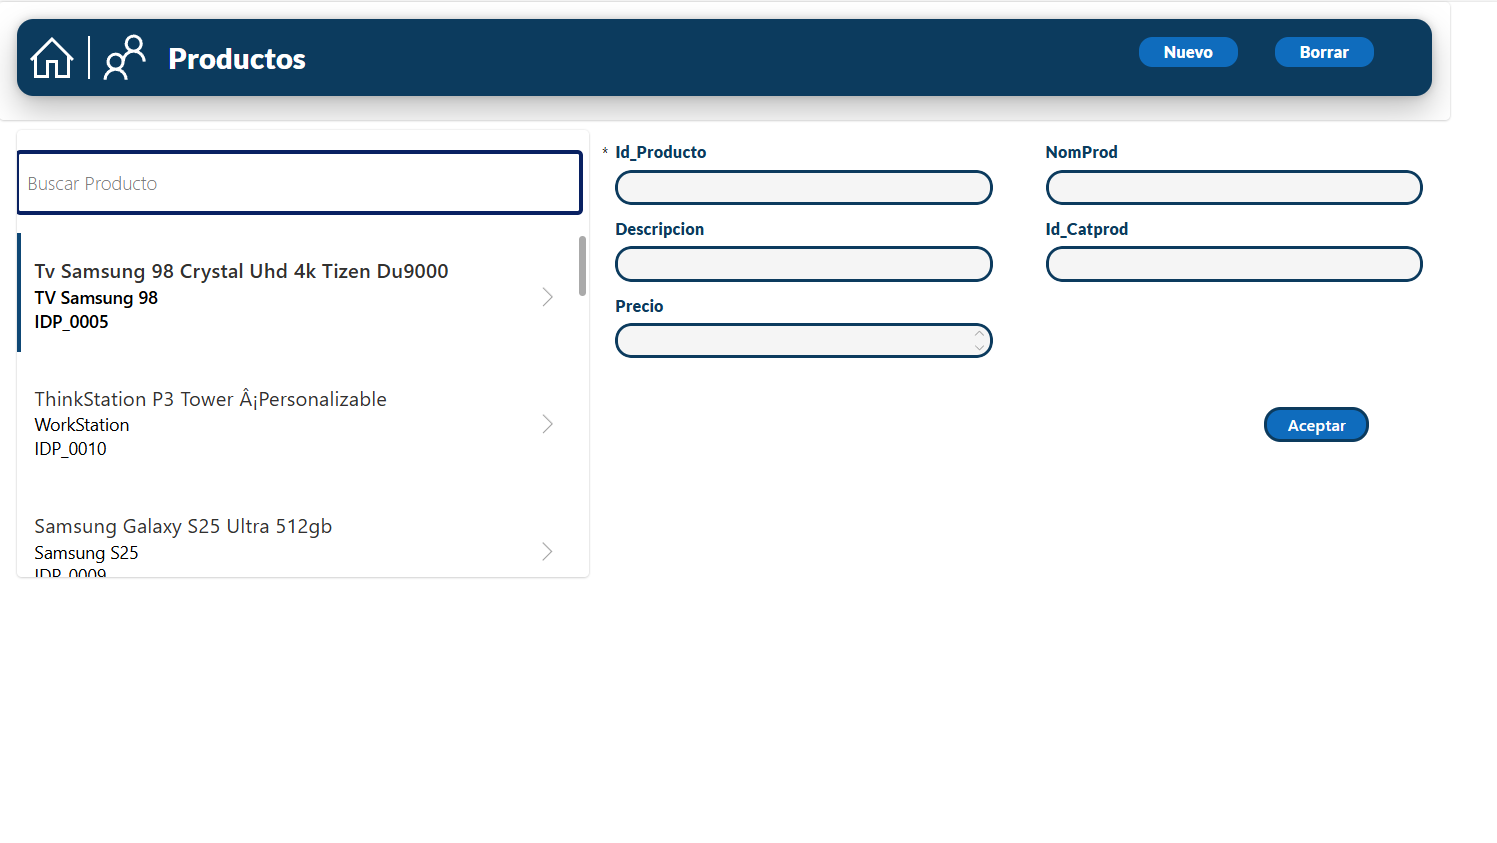 Productos
Nuevo
Borrar
Buscar Producto
Tv Samsung 98 Crystal Uhd 4k Tizen Du9000
TV Samsung 98
IDP_0005
ThinkStation P3 Tower Â¡Personalizable
WorkStation
IDP_0010
Samsung Galaxy S25 Ultra 512gb
Samsung S25
IDP_0009
* Id_Producto
NomProd
Descripcion
Id_Catprod
Precio
Aceptar